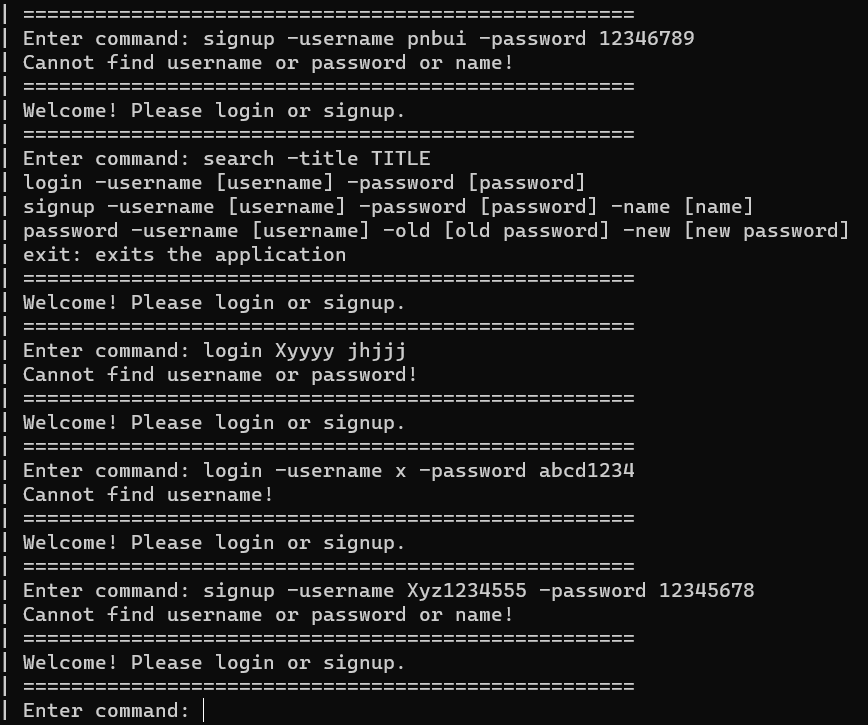 | ===================================================
| Enter command: signup -username pnbui -password 12346789
| Cannot find username or password or name!
| ===================================================
| Welcome! Please login or signup.
| ===================================================
| Enter command: search -title TITLE
| login -username [username] -password [password]
| signup -username [username] -password [password] -name [name]
| password -username [username] -old [old password] -new [new password]
| exit: exits the application
| ===================================================
| Welcome! Please login or signup.
| ===================================================
| Enter command: login Xyyyy jhjjj
| Cannot find username or password!
| ===================================================
| Welcome! Please login or signup.
| ===================================================
| Enter command: login -username x -password abcd1234
| Cannot find username!
| ===================================================
| Welcome! Please login or signup.
| ===================================================
| Enter command: signup -username Xyz1234555 -password 12345678
| Cannot find username or password or name!
| ===================================================
| Welcome! Please login or signup.
| ===================================================
| Enter command: